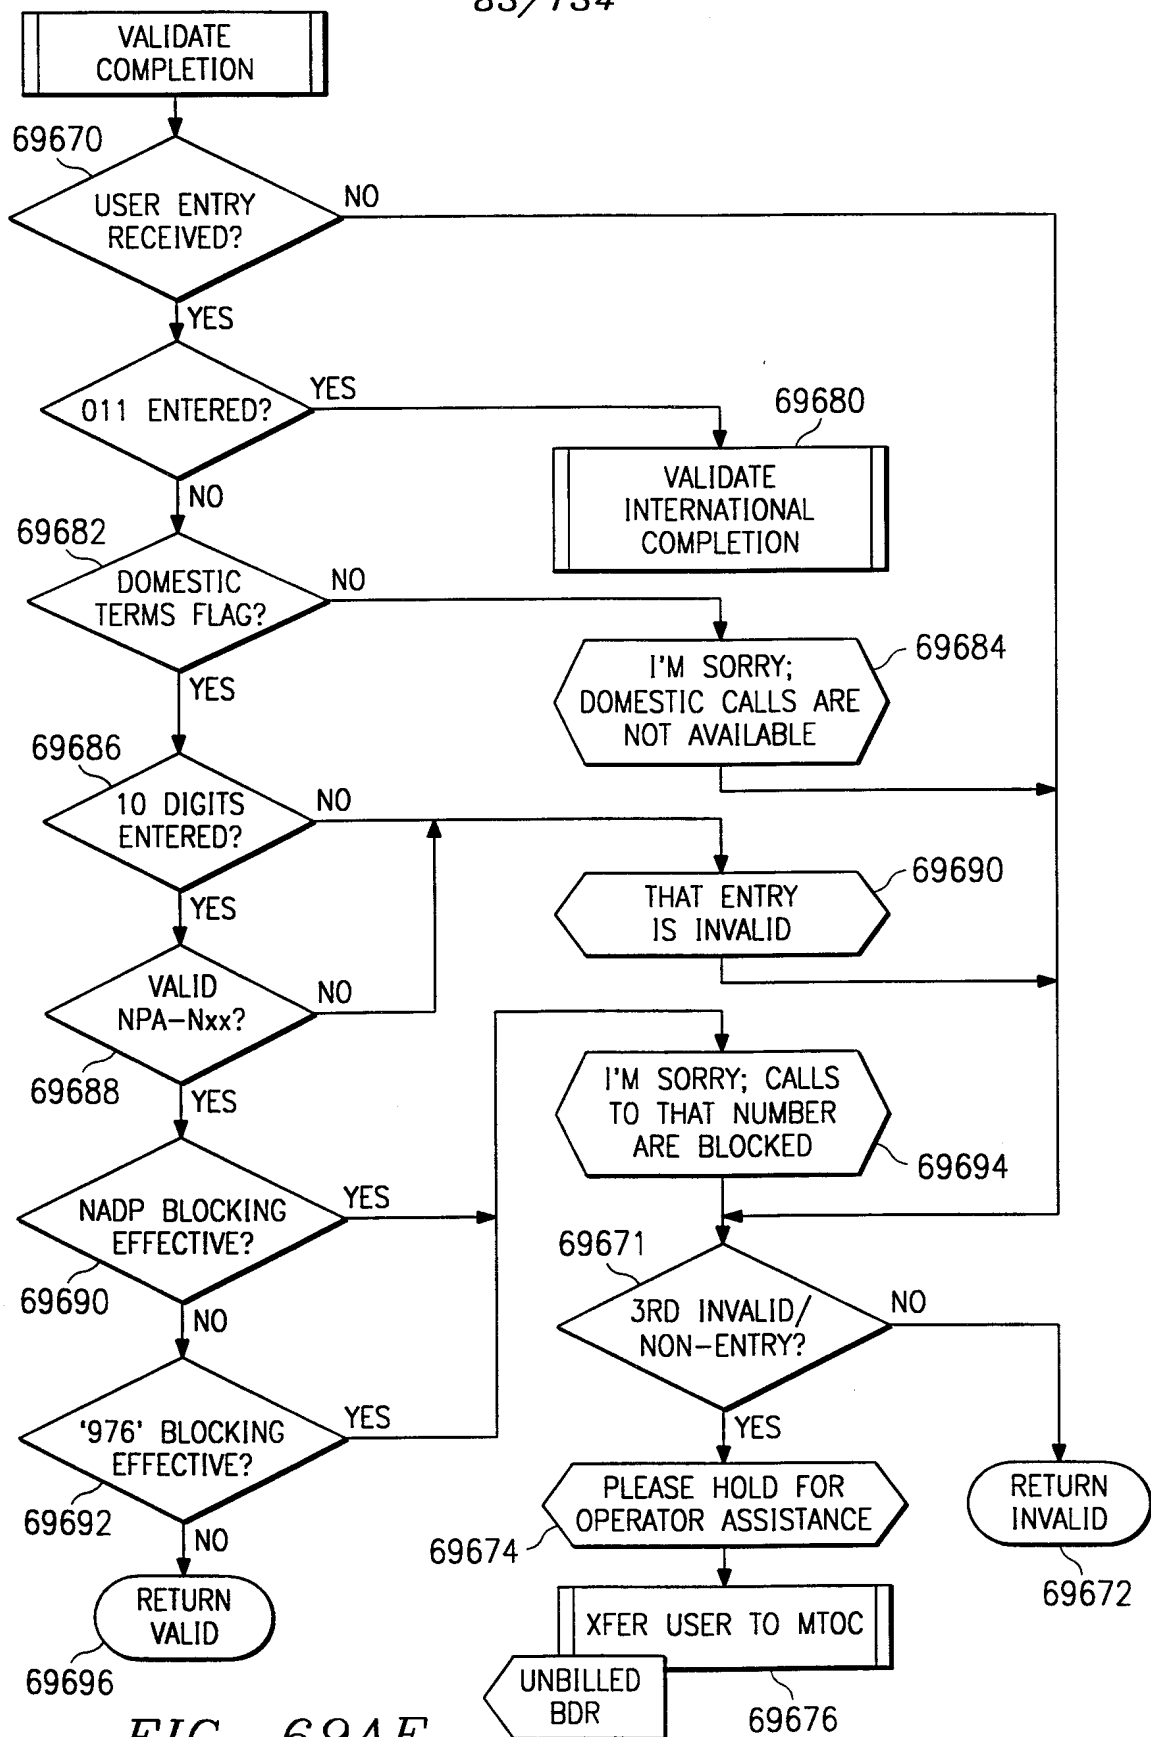 83/134
VALIDATE
COMPLETION
69670
USER ENTRY
RECEIVED?
NO
YES
011 ENTERED?
YES
NO
69680
VALIDATE
INTERNATIONAL
COMPLETION
69682
DOMESTIC
TERMS FLAG?
NO
YES
69684
I'M SORRY;
DOMESTIC CALLS ARE
NOT AVAILABLE
69686
10 DIGITS
ENTERED?
NO
YES
69690
THAT ENTRY
IS INVALID
VALID
NPA-Nxx?
NO
69688
YES
I'M SORRY; CALLS
TO THAT NUMBER
ARE BLOCKED
69694
NADP BLOCKING
EFFECTIVE?
YES
69690
NO
69671
3RD INVALID/
NON-ENTRY?
NO
YES
'976' BLOCKING
EFFECTIVE?
YES
69692
NO
PLEASE HOLD FOR
OPERATOR ASSISTANCE
69674
RETURN
INVALID
69672
RETURN
VALID
69696
XFER USER TO MTOC
69676
UNBILLED
BDR
FIG. 69AF